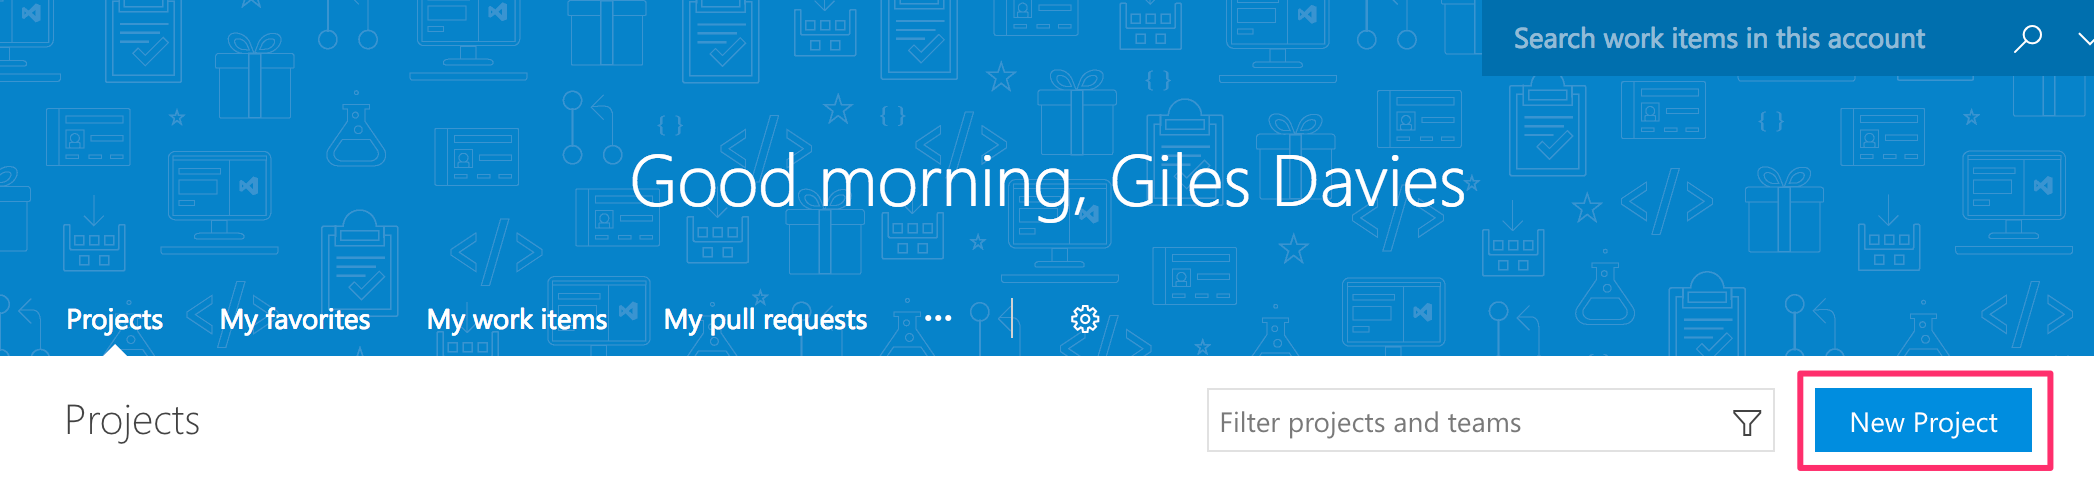 Search work items in this account
Good morning, Giles Davies
Projects My favorites My work items My pull requests ···
Projects
Filter projects and teams
New Project